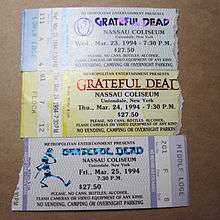 METROPOLITAN ENTERTAINMENT PRESENTS
GRATEFUL DEAD
NASSAU COLISEUM
Uniondale, New York
Wed., Mar. 23, 1994 - 7:30 P.M.
$27.50
PLEASE, NO CANS, BOTTLES, ALCOHOL,
FLASH CAMERAS OR VIDEO EQUIPMENT OF ANY KIND
NO VENDING, CAMPING OR OVERNIGHT PARKING
METROPOLITAN ENTERTAINMENT PRESENTS
GRATEFUL DEAD
NASSAU COLISEUM
Uniondale, New York
Thu., Mar. 24, 1994 - 7:30 P.M.
$27.50
PLEASE, NO CANS, BOTTLES, ALCOHOL,
FLASH CAMERAS OR VIDEO EQUIPMENT OF ANY KIND
NO VENDING, CAMPING OR OVERNIGHT PARKING
METROPOLITAN ENTERTAINMENT PRESENTS
GRATEFUL DEAD
NASSAU COLISEUM
Uniondale, New York
Fri., Mar. 25, 1994 - 7:30 P.M.
$27.50
PLEASE, NO CANS, BOTTLES, ALCOHOL,
FLASH CAMERAS OR VIDEO EQUIPMENT OF ANY KIND
NO VENDING, CAMPING OR OVERNIGHT PARKING